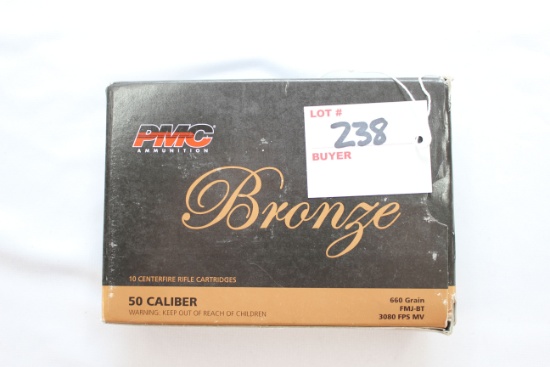 PMC
AMMUNITION
LOT #
238
BUYER
Bronze
10 CENTERFIRE RIFLE CARTRIDGES
50 CALIBER
WARNING: KEEP OUT OF REACH OF CHILDREN
660 Grain
FMJ-BT
3080 FPS MV